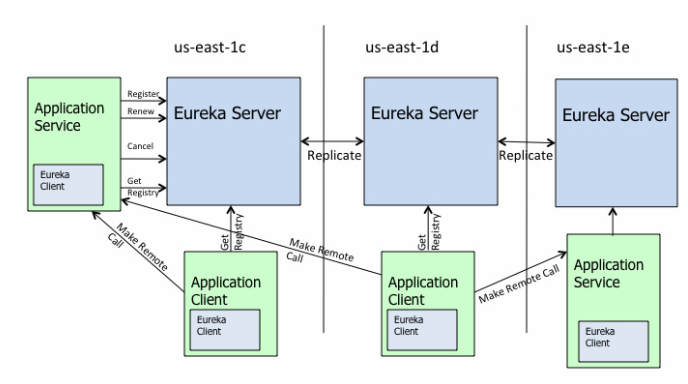 us-east-1c
us-east-1d
us-east-1e
Application
Service
Eureka
Client
Register
Renew
Cancel
Get
Registry
Eureka Server
Replicate
Eureka Server
Replicate
Eureka Server
Make Remote
Call
Get
Registry
Make Remote
Call
Get
Registry
Make Remote Call
Application
Client
Eureka
Client
Application
Client
Eureka
Client
Application
Service
Eureka
Client